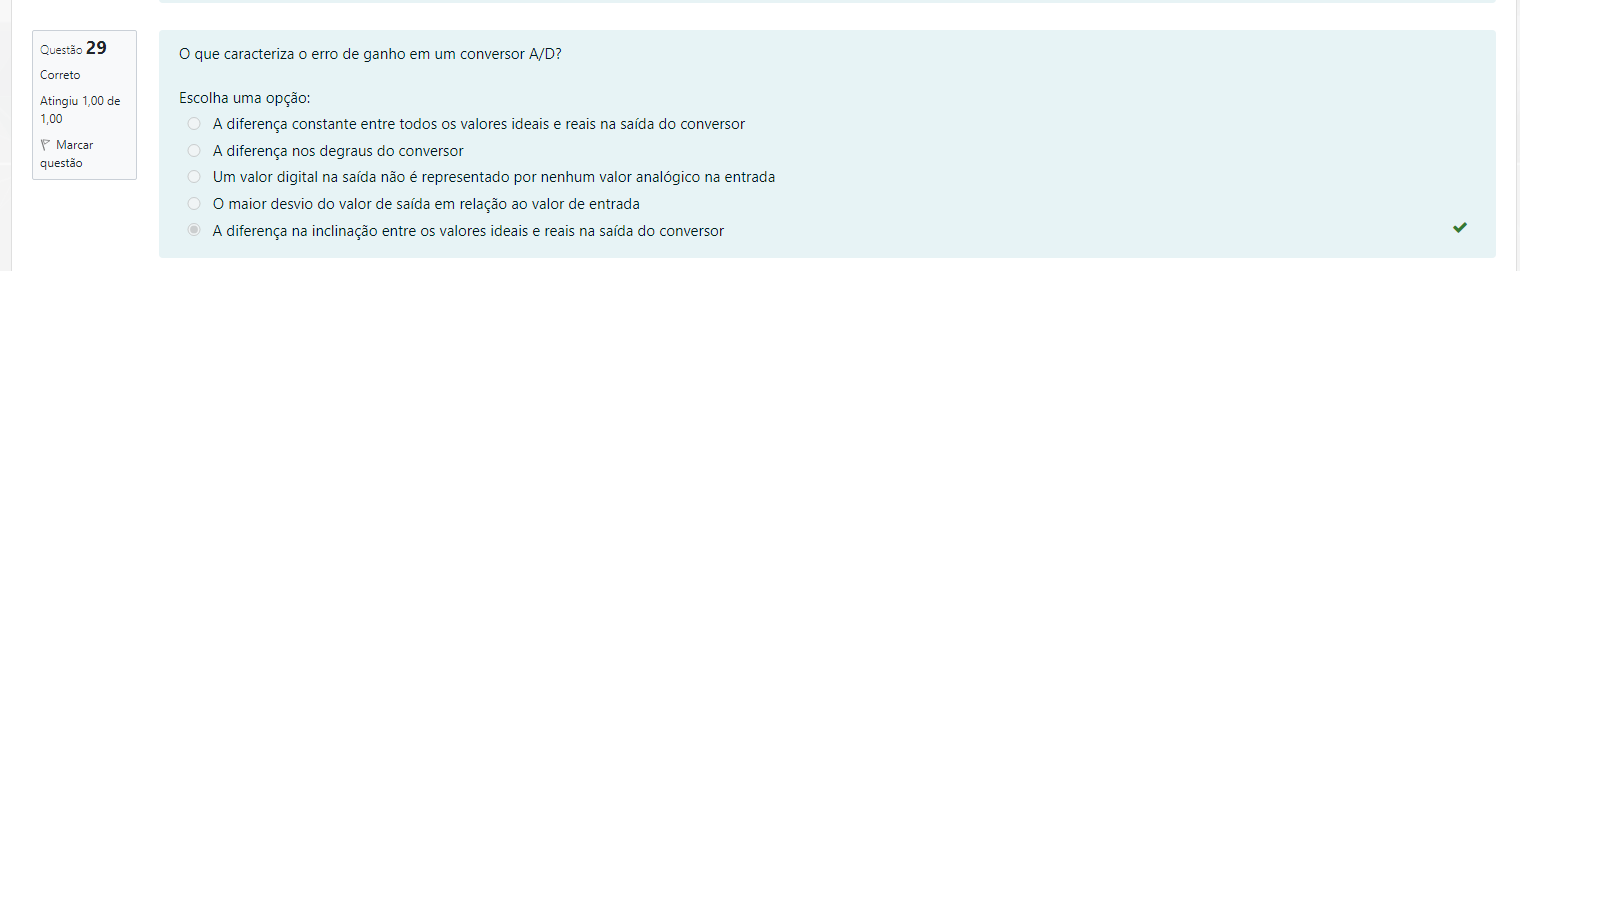 Questão 29
Correto
Atingiu 1,00 de
1,00
Marcar
questão
O que caracteriza o erro de ganho em um conversor A/D?
Escolha uma opção:
A diferença constante entre todos os valores ideais e reais na saída do conversor
A diferença nos degraus do conversor
Um valor digital na saída não é representado por nenhum valor analógico na entrada
O maior desvio do valor de saída em relação ao valor de entrada
A diferença na inclinação entre os valores ideais e reais na saída do conversor